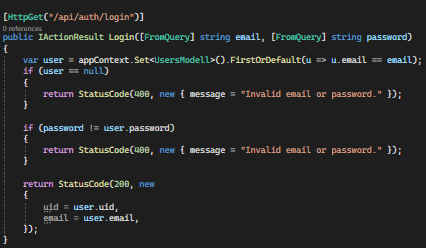 [HttpGet("/api/auth/login")]
0 references
public IActionResult Login([FromQuery] string email, [FromQuery] string password)
{
var user = appContext.Set<UsersModell>().FirstOrDefault(u => u.email == email);
if (user == null)
{
return StatusCode(400, new { message = "Invalid email or password." });
}
if (password != user.password)
{
return StatusCode(400, new { message = "Invalid email or password." });
}
return StatusCode(200, new
{
uid = user.uid,
email = user.email,
});
}